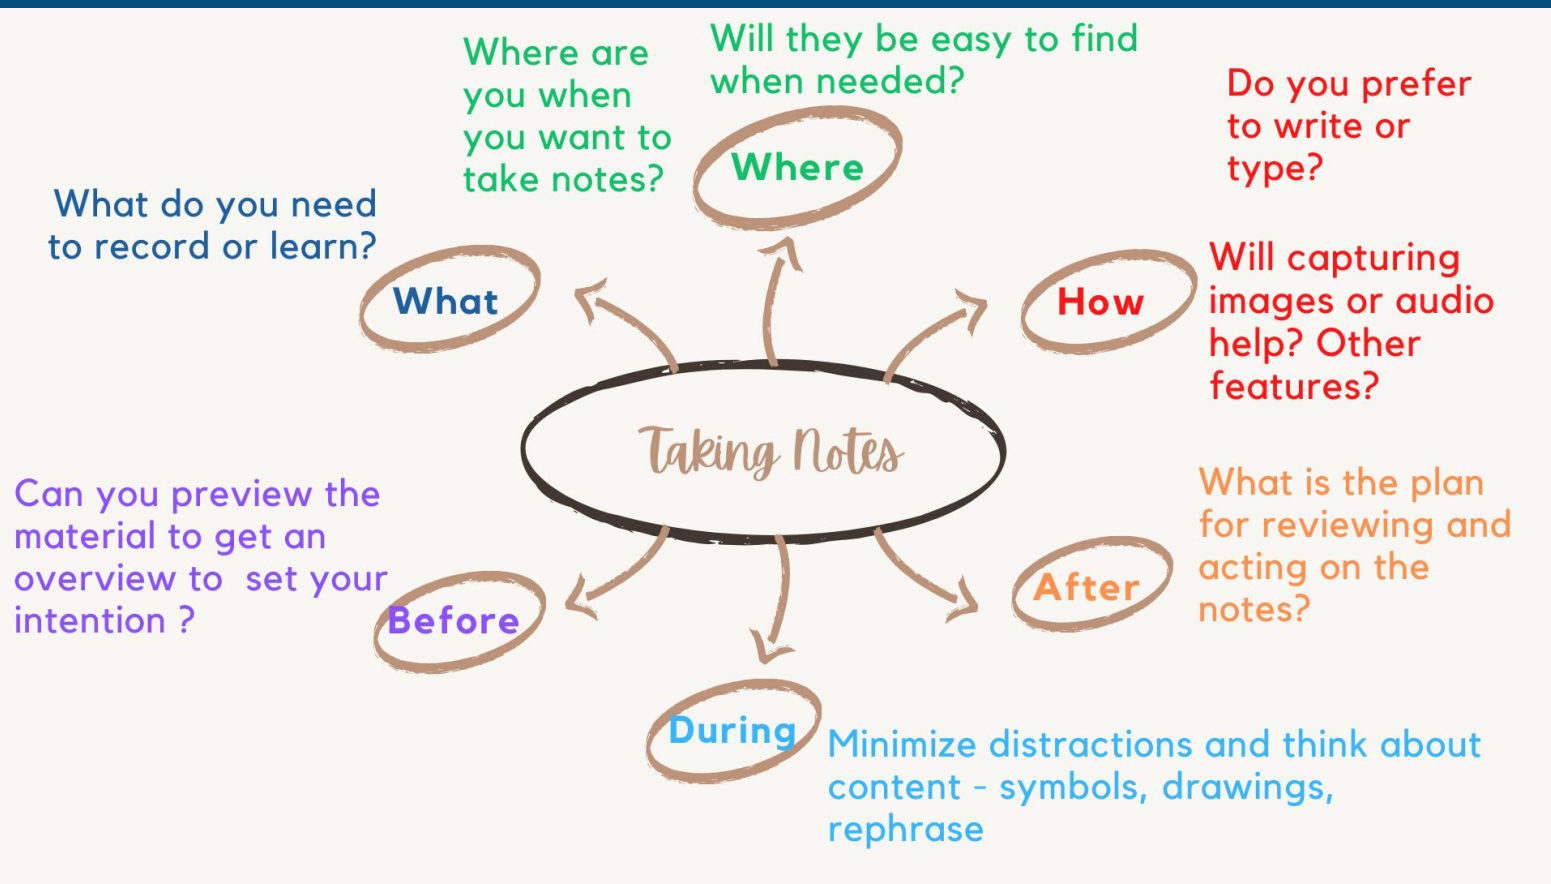 Where are
you when
you want to
take notes?
Will they be easy to find
when needed?
Where
Do you prefer
to write or
type?
Will capturing
images or audio
help? Other
features?
How
What do you need
to record or learn?
What
Taking Notes
Can you preview the
material to get an
overview to  set your
intention ?
Before
What is the plan
for reviewing and
acting on the
notes?
After
During
Minimize distractions and think about
content - symbols, drawings,
rephrase